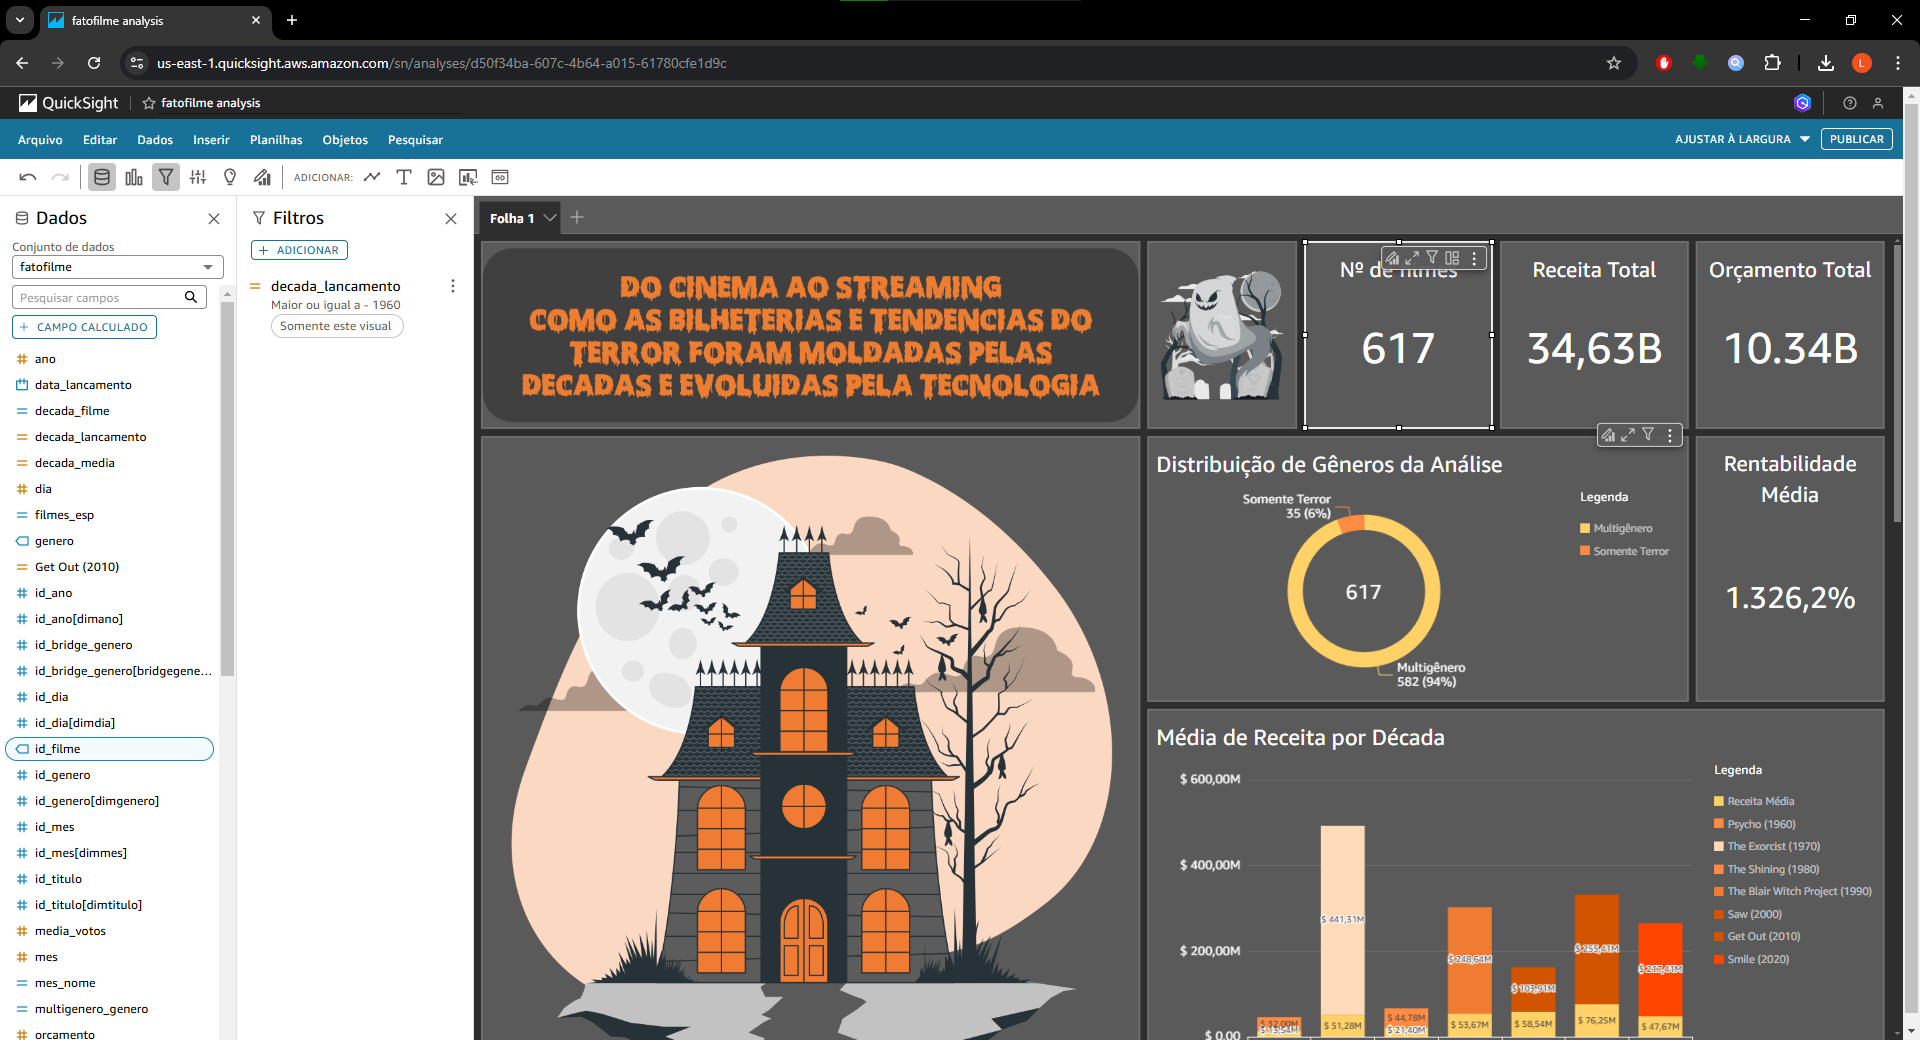 fatofilme analysis
us-east-1.quicksight.aws.amazon.com/sn/analyses/d50f34ba-607c-4b64-a015-61780cfe1d9c
L
QuickSight
fatofilme analysis
Arquivo Editar Dados Inserir Planilhas Objetos Pesquisar
AJUSTAR À LARGURA PUBLICAR
ADICIONAR:
Dados
Conjunto de dados
fatofilme
Pesquisar campos
+ CAMPO CALCULADO
ano
data_lancamento
decada_filme
decada_lancamento
decada_media
dia
filmes_esp
genero
Get Out (2010)
id_ano
id_ano[dimano]
id_bridge_genero
id_bridge_genero[bridgegene...
id_dia
id_dia[dimdia]
id_filme
id_genero
id_genero[dimgenero]
id_mes
id_mes[dimmes]
id_titulo
id_titulo[dimtitulo]
media_votos
mes
mes_nome
multigenero_genero
orcamento
Filtros
+ ADICIONAR
decada_lancamento
Maior ou igual a - 1960
Somente este visual
Folha 1
DO CINEMA AO STREAMING
COMO AS BILHETERIAS E TENDENCIAS DO
TERROR FORAM MOLDADAS PELAS
DECADAS E EVOLUIDAS PELA TECNOLOGIA
Nº de filmes
617
Receita Total
34,63B
Orçamento Total
10.34B
Distribuição de Gêneros da Análise
Somente Terror
35 (6%)
617
Multigênero
582 (94%)
Legenda
Multigênero
Somente Terror
Rentabilidade
Média
1.326,2%
Média de Receita por Década
$ 600,00M
$ 400,00M
$ 200,00M
$ 0,00
$ 32,00M
$ 13,54M
$ 441,31M
$ 51,28M
$ 44,78M
$ 21,40M
$ 248,64M
$ 53,67M
$ 103,91M
$ 58,54M
$ 255,41M
$ 76,25M
$ 217,41M
$ 47,67M
Legenda
Receita Média
Psycho (1960)
The Exorcist (1970)
The Shining (1980)
The Blair Witch Project (1990)
Saw (2000)
Get Out (2010)
Smile (2020)